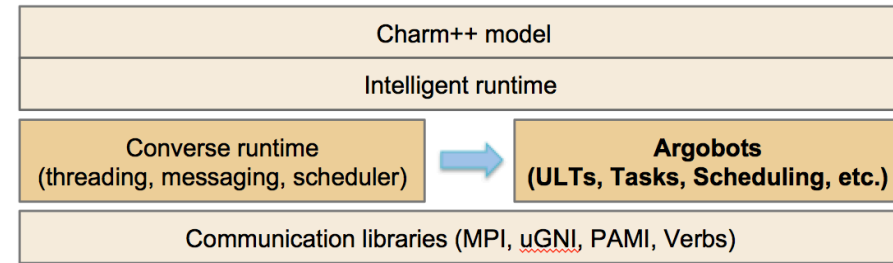 Charm++ model
Intelligent runtime
Converse runtime
(threading, messaging, scheduler)
Argobots
(ULTs, Tasks, Scheduling, etc.)
Communication libraries (MPI, uGNI, PAMI, Verbs)